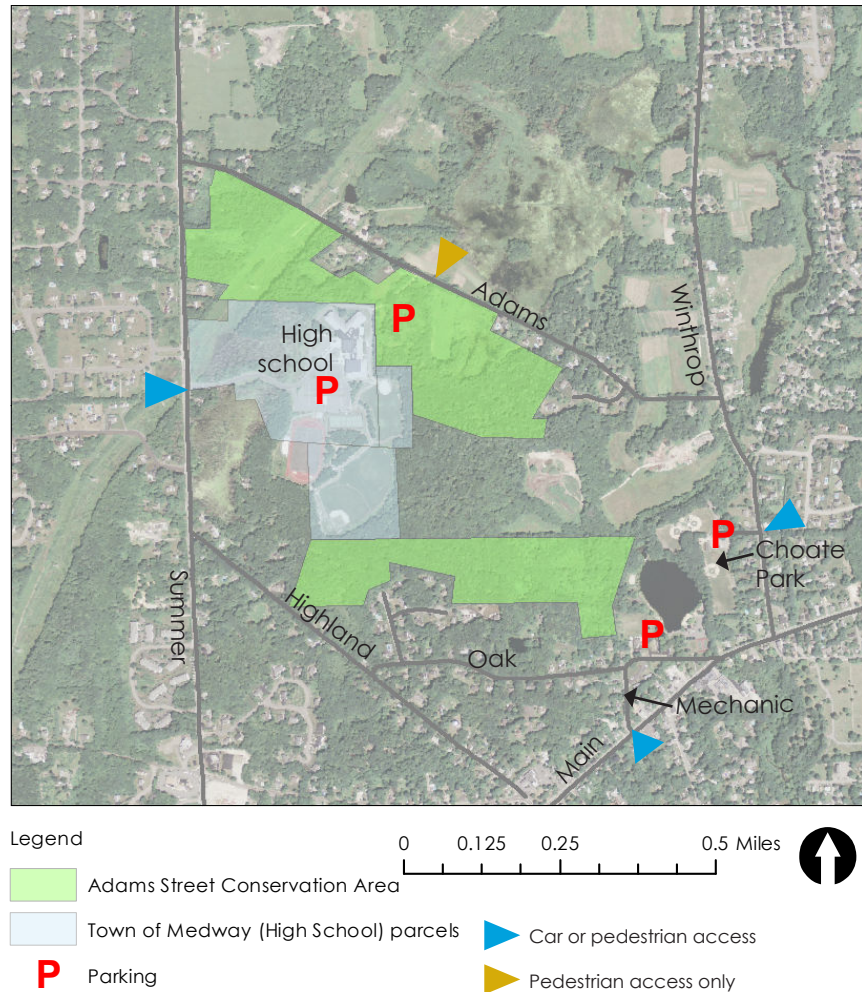 Adams
Winthrop
P
High
school
P
P
Choate
Park
Summer
Highland
P
Oak
Mechanic
Main
Legend
0 0.125 0.25 0.5 Miles
Adams Street Conservation Area
Town of Medway (High School) parcels
Car or pedestrian access
P Parking
Pedestrian access only